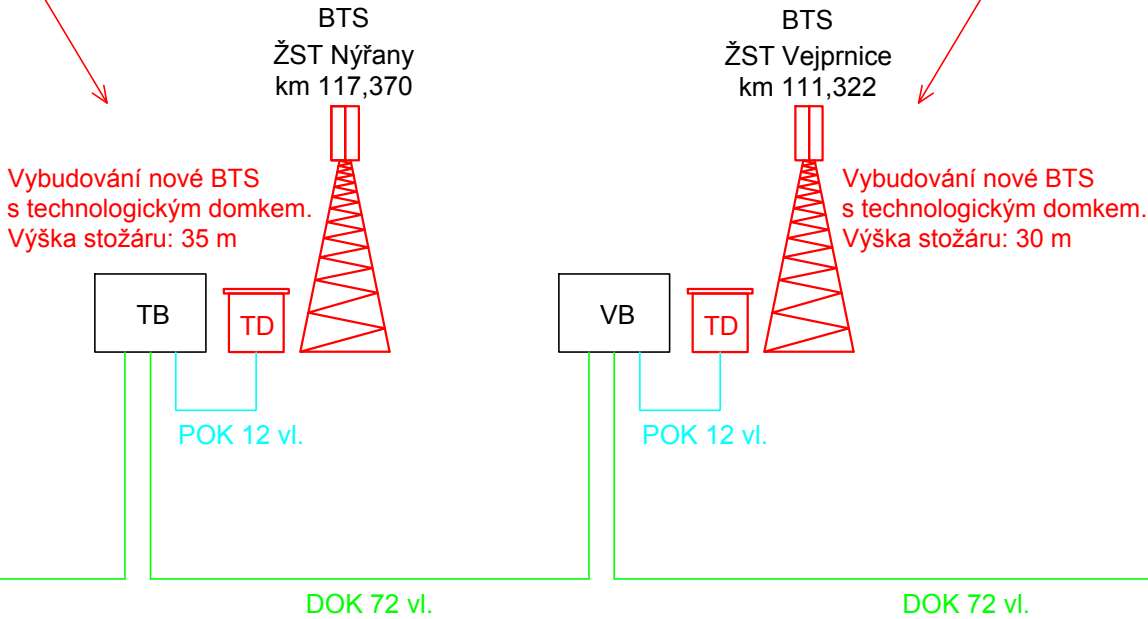 BTS
ŽST Nýřany
km 117,370
BTS
ŽST Vejprnice
km 111,322
Vybudování nové BTS
s technologickým domkem.
Výška stožáru: 35 m
Vybudování nové BTS
s technologickým domkem.
Výška stožáru: 30 m
TB
TD
VB
TD
POK 12 vl.
POK 12 vl.
DOK 72 vl.
DOK 72 vl.